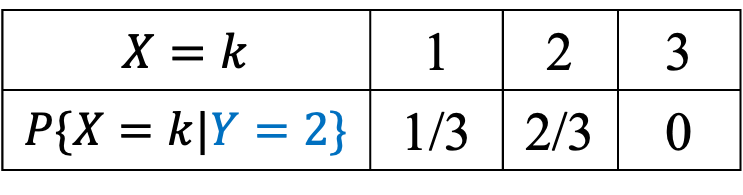 X = k 1 2 3
P{X = k|Y = 2} 1/3 2/3 0